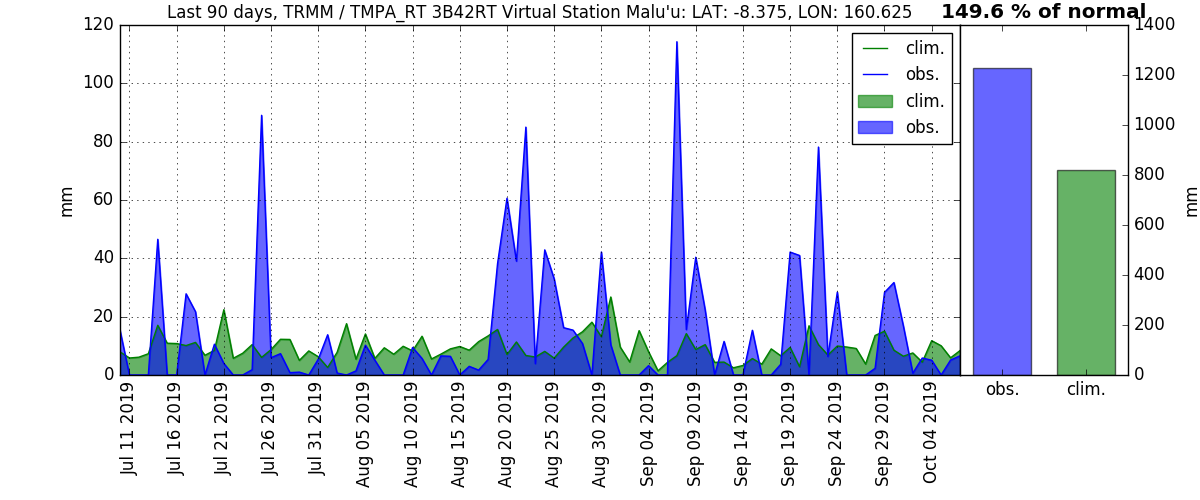 Last 90 days, TRMM / TMPA_RT 3B42RT Virtual Station Malu'u: LAT: -8.375, LON: 160.625
149.6 % of normal
120
100
80
60
40
20
0
mm
clim.
obs.
clim.
obs.
1400
1200
1000
800
600
400
200
0
mm
Jul 11 2019
Jul 16 2019
Jul 21 2019
Jul 26 2019
Jul 31 2019
Aug 05 2019
Aug 10 2019
Aug 15 2019
Aug 20 2019
Aug 25 2019
Aug 30 2019
Sep 04 2019
Sep 09 2019
Sep 14 2019
Sep 19 2019
Sep 24 2019
Sep 29 2019
Oct 04 2019
obs.
clim.